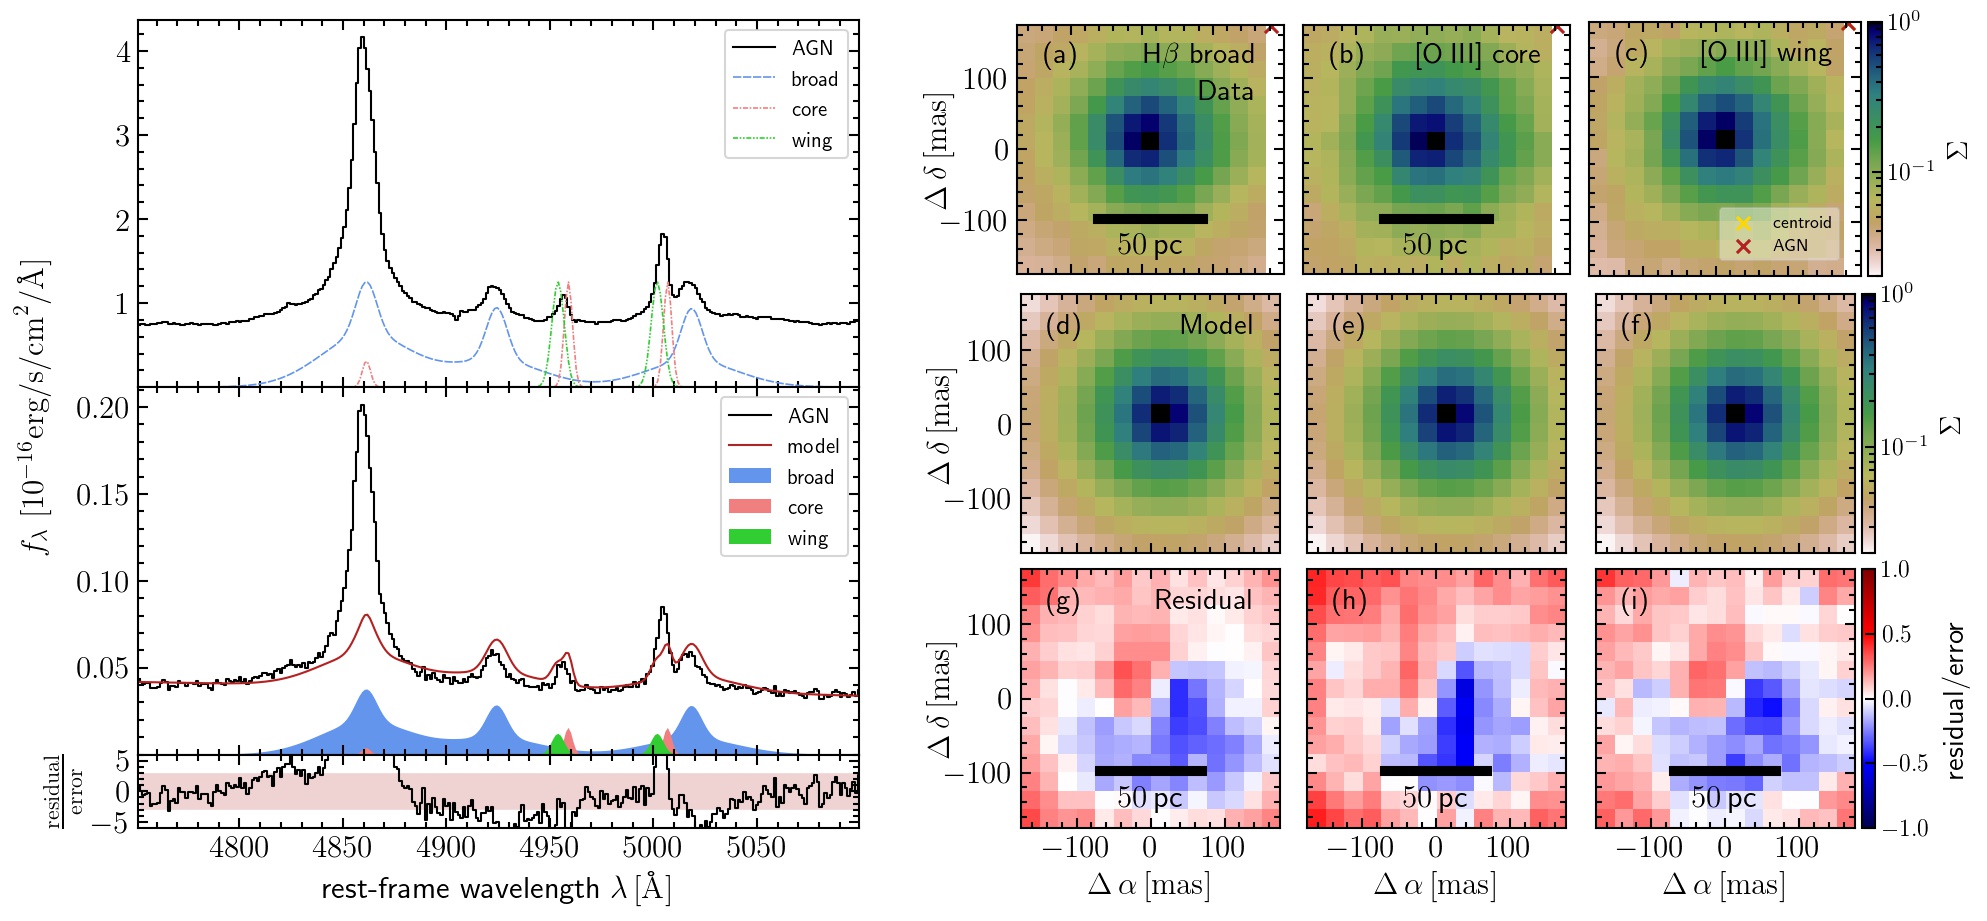 4
3
2
1
AGN
broad
core
wing
f_λ [10^{-16}erg/s/cm^2/Å]
0.20
0.15
0.10
0.05
AGN
model
broad
core
wing
residual
error
5
0
−5
4800 4850 4900 4950 5000 5050
rest-frame wavelength λ [Å]
(a) Hβ broad
Data
50 pc
(b) [O III] core
50 pc
(c) [O III] wing
centroid
AGN
100
0
−100
Δ δ [mas]
10^0
10^{-1}
Σ
(d) Model
(e)
(f)
100
0
−100
Δ δ [mas]
10^0
10^{-1}
Σ
(g) Residual
50 pc
(h)
50 pc
(i)
50 pc
100
0
−100
Δ δ [mas]
1.0
0.5
0.0
−0.5
−1.0
residual/error
−100 0 100
−100 0 100
−100 0 100
Δ α [mas]
Δ α [mas]
Δ α [mas]